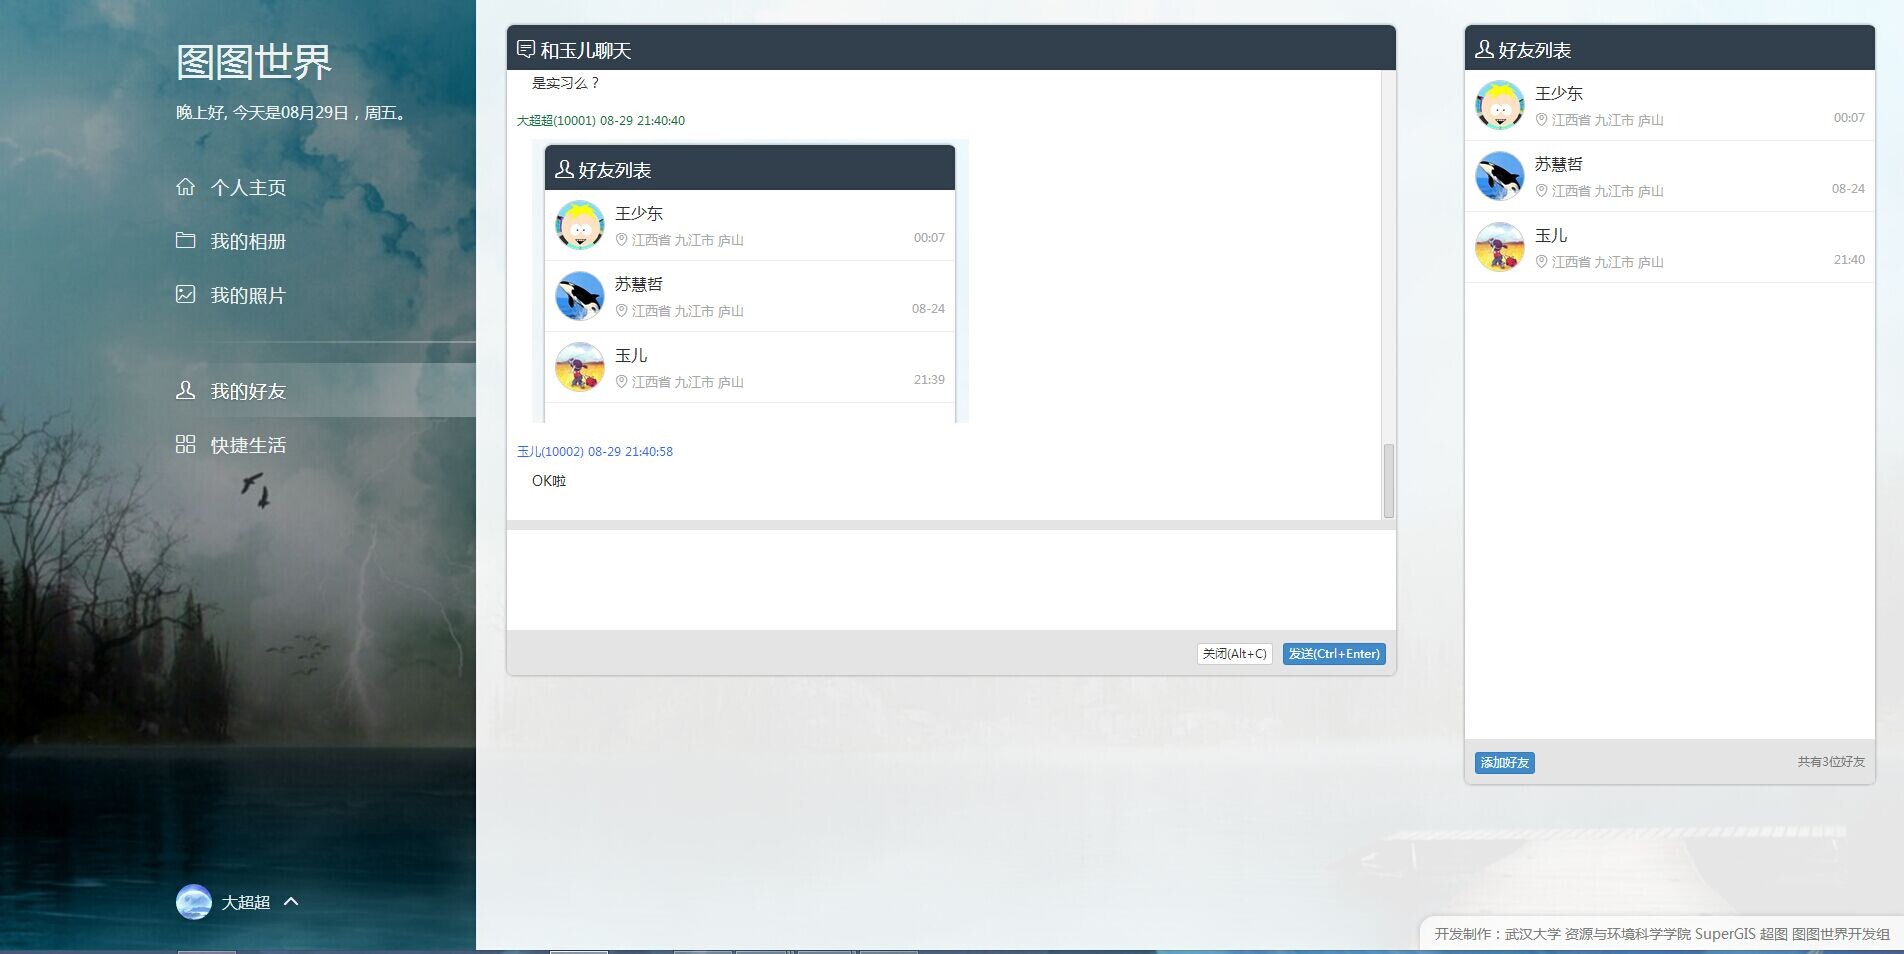 图图世界
晚上好, 今天是08月29日，周五。
个人主页
我的相册
我的照片
我的好友
快捷生活
大超超
和玉儿聊天
是实习么？
大超超(10001) 08-29 21:40:40
好友列表
王少东
江西省 九江市 庐山 00:07
苏慧哲
江西省 九江市 庐山 08-24
玉儿
江西省 九江市 庐山 21:39
玉儿(10002) 08-29 21:40:58
OK啦
关闭(Alt+C) 发送(Ctrl+Enter)
好友列表
王少东
江西省 九江市 庐山 00:07
苏慧哲
江西省 九江市 庐山 08-24
玉儿
江西省 九江市 庐山 21:40
添加好友 共有3位好友
开发制作：武汉大学 资源与环境科学学院 SuperGIS 超图 图图世界开发组